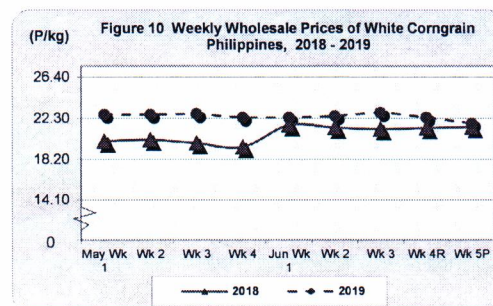 (P/kg)
Figure 10 Weekly Wholesale Prices of White Corngrain
Philippines, 2018 - 2019
26.40
22.30
18.20
14.10
0
May Wk 1 Wk 2 Wk 3 Wk 4 Jun Wk 1 Wk 2 Wk 3 Wk 4R Wk 5P
2018 2019